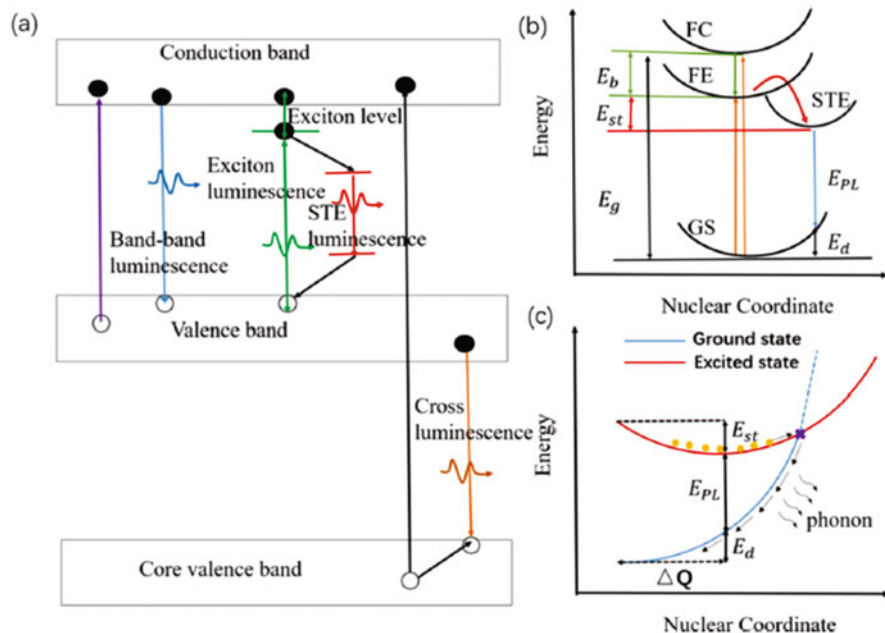 (a)
Conduction band
Exciton level
Exciton
luminescence
STE
luminescence
Band-band
luminescence
Valence band
Cross
luminescence
Core valence band
(b)
FC
FE
STE
E_b
E_st
E_g
E_PL
E_d
GS
Energy
Nuclear Coordinate
(c)
Ground state
Excited state
E_st
E_PL
E_d
phonon
△Q
Energy
Nuclear Coordinate